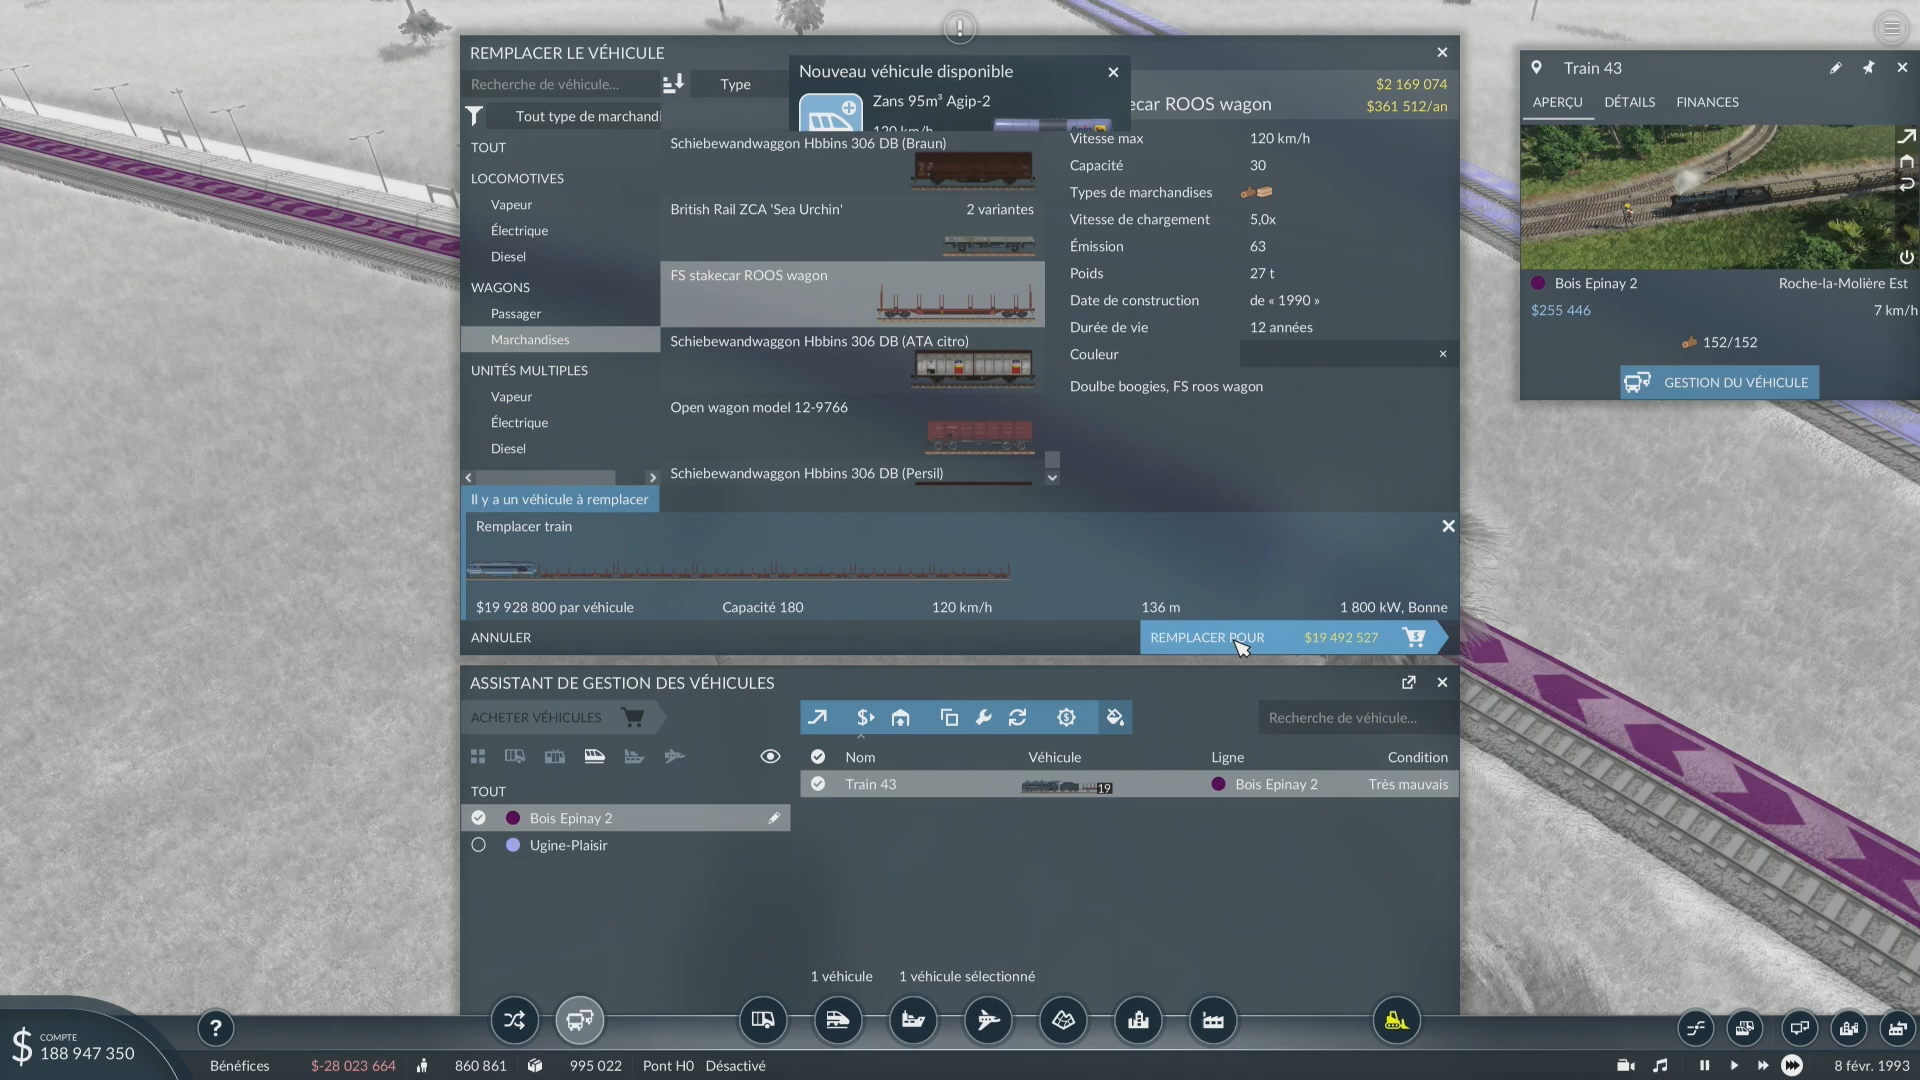 REMPLACER LE VÉHICULE
Recherche de véhicule...
Type
Tout type de marchandi
TOUT
LOCOMOTIVES
Vapeur
Électrique
Diesel
WAGONS
Passager
Marchandises
UNITÉS MULTIPLES
Vapeur
Électrique
Diesel
Nouveau véhicule disponible
Zans 95m³ Agip-2
120 km/h
Schiebewandwaggon Hbbins 306 DB (Braun)
British Rail ZCA 'Sea Urchin'
2 variantes
FS stakecar ROOS wagon
Schiebewandwaggon Hbbins 306 DB (ATA citro)
Open wagon model 12-9766
Schiebewandwaggon Hbbins 306 DB (Persil)
ecar ROOS wagon
$2 169 074
$361 512/an
Vitesse max 120 km/h
Capacité 30
Types de marchandises
Vitesse de chargement 5,0x
Émission 63
Poids 27 t
Date de construction de « 1990 »
Durée de vie 12 années
Couleur
Doulbe boogies, FS roos wagon
Il y a un véhicule à remplacer
Remplacer train
$19 928 800 par véhicule
Capacité 180
120 km/h
136 m
1 800 kW, Bonne
ANNULER
REMPLACER POUR $19 492 527
ASSISTANT DE GESTION DES VÉHICULES
ACHETER VÉHICULES
Recherche de véhicule...
TOUT
Bois Epinay 2
Ugine-Plaisir
Nom Véhicule Ligne Condition
Train 43 19 Bois Epinay 2 Très mauvais
1 véhicule 1 véhicule sélectionné
Train 43
APERÇU DÉTAILS FINANCES
Bois Epinay 2 Roche-la-Molière Est
$255 446 7 km/h
152/152
GESTION DU VÉHICULE
COMPTE
$ 188 947 350
?
Bénéfices $-28 023 664 860 861 995 022 Pont H0 Désactivé
8 févr. 1993